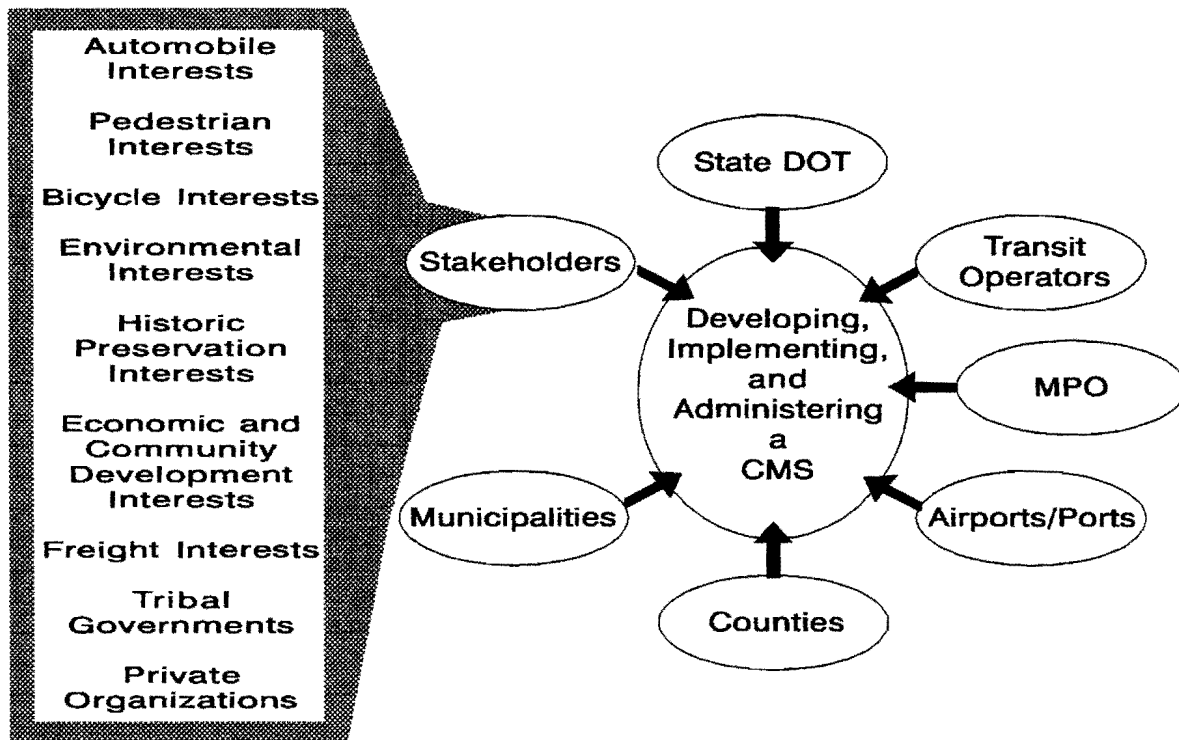 Automobile
Interests
Pedestrian
Interests
Bicycle Interests
Environmental
Interests
Historic
Preservation
Interests
Economic and
Community
Development
Interests
Freight Interests
Tribal
Governments
Private
Organizations
Stakeholders
State DOT
Transit
Operators
MPO
Airports/Ports
Counties
Municipalities
Developing,
Implementing,
and
Administering
a
CMS